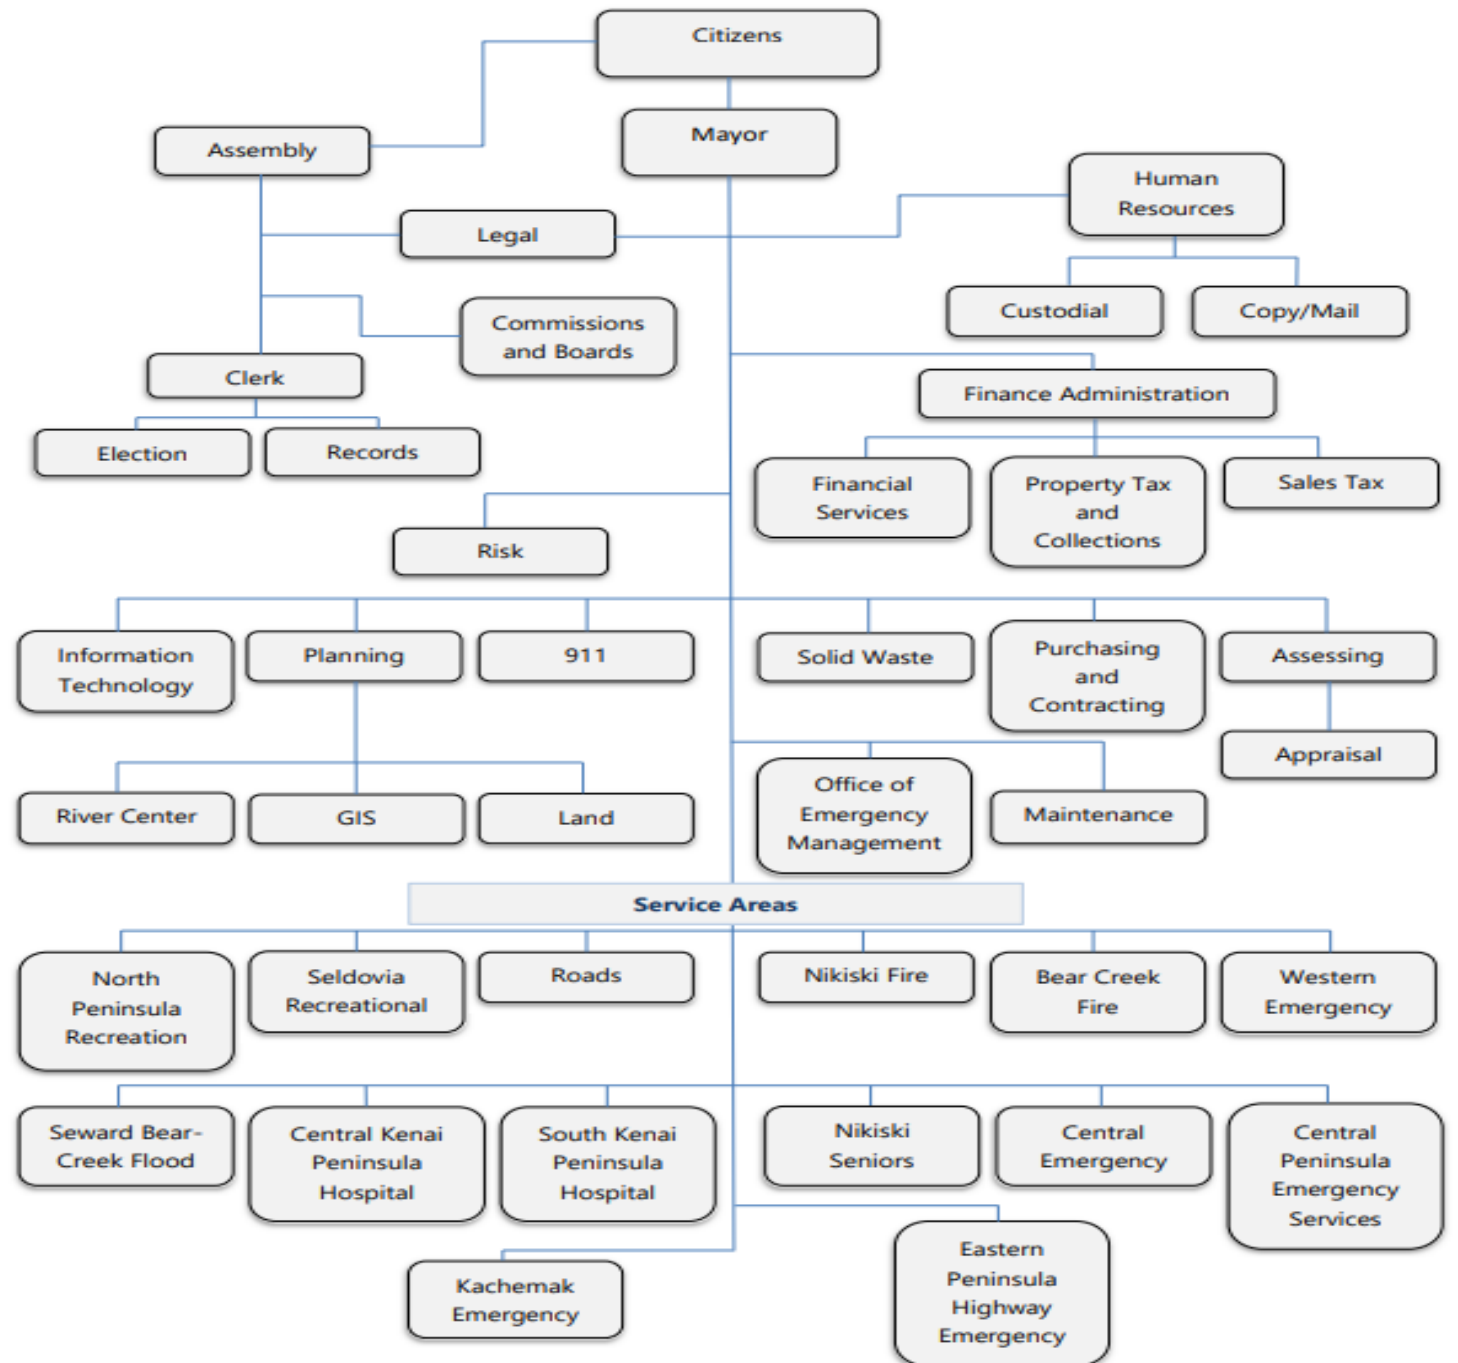 Citizens
Mayor
Assembly
Human
Resources
Legal
Custodial
Copy/Mail
Commissions
and Boards
Clerk
Finance Administration
Election
Records
Financial
Services
Property Tax
and
Collections
Sales Tax
Risk
Information
Technology
Planning
911
Solid Waste
Purchasing
and
Contracting
Assessing
Appraisal
River Center
GIS
Land
Office of
Emergency
Management
Maintenance
Service Areas
North
Peninsula
Recreation
Seldovia
Recreational
Roads
Nikiski Fire
Bear Creek
Fire
Western
Emergency
Seward Bear-
Creek Flood
Central Kenai
Peninsula
Hospital
South Kenai
Peninsula
Hospital
Nikiski
Seniors
Central
Emergency
Central
Peninsula
Emergency
Services
Kachemak
Emergency
Eastern
Peninsula
Highway
Emergency